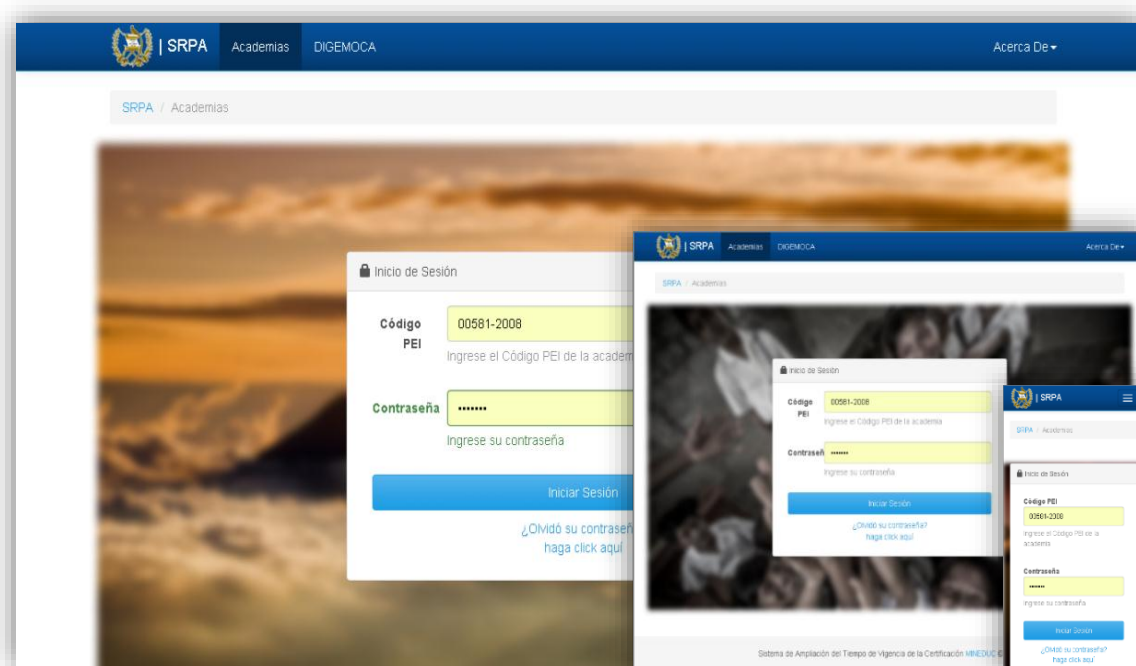 | SRPA Academias DIGEMOCA Acerca De
SRPA / Academias
Inicio de Sesión
Código PEI
00581-2008
Ingrese el Código PEI de la academ
Contraseña
•••••••
Ingrese su contraseña
Iniciar Sesión
¿Olvidó su contraseñ
haga click aquí
| SRPA Academias DIGEMOCA Acerca De
SRPA / Academias
Inicio de Sesión
Código PEI
00581-2008
Ingrese el Código PEI de la academia
Contraseñ
•••••••
Ingrese su contraseña
Iniciar Sesión
¿Olvidó su contraseña?
haga click aquí
Sistema de Ampliación del Tiempo de Vigencia de la Certificación MINEDUC ©
| SRPA
SRPA / Academias
Inicio de Sesión
Código PEI
00581-2008
Ingrese el Código PEI de la
academia
Contraseña
•••••••
Ingrese su contraseña
Iniciar Sesión
¿Olvidó su contraseña?
haga click aquí